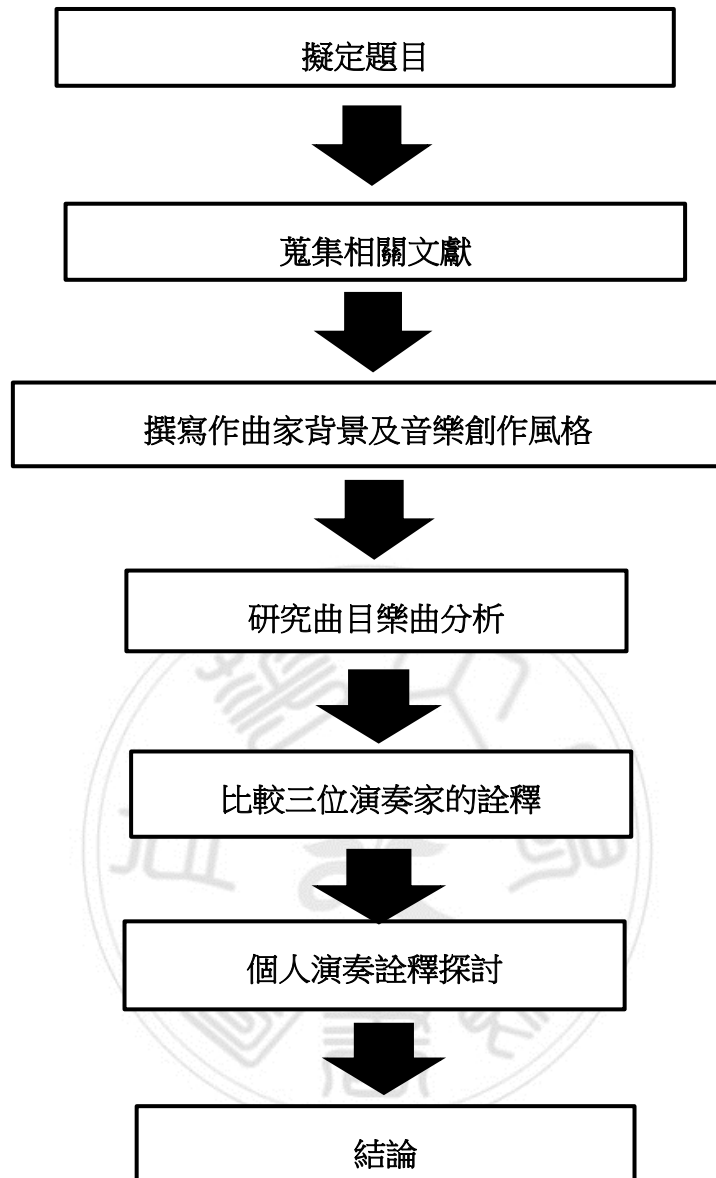 擬定題目
蒐集相關文獻
撰寫作曲家背景及音樂創作風格
研究曲目樂曲分析
比較三位演奏家的詮釋
個人演奏詮釋探討
結論